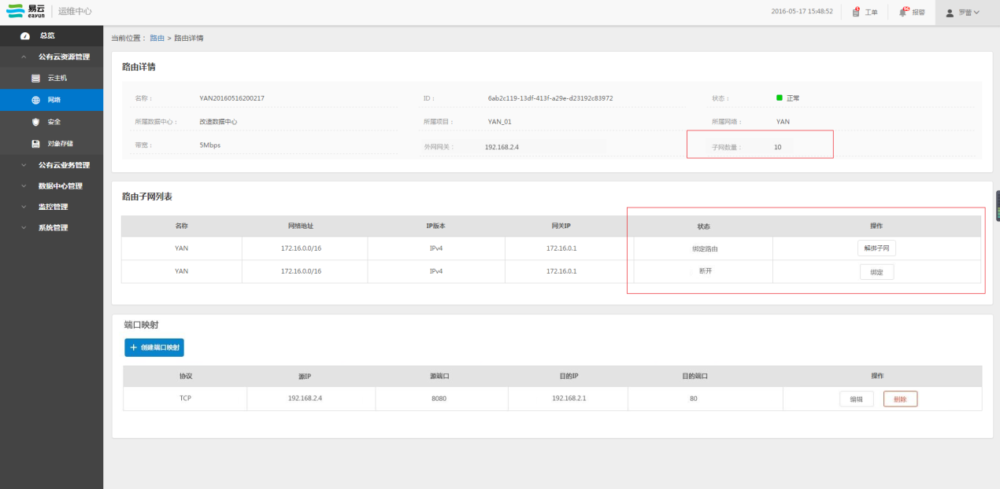 易云 eayun 运维中心 2016-05-17 15:48:52 工单 报警 罗蕾
总览
公有云资源管理
云主机
网络
安全
对象存储
公有云业务管理
数据中心管理
监控管理
系统管理
当前位置： 路由 > 路由详情
路由详情
名称： YAN20160516200217 ID： 6ab2c119-13df-413f-a29e-d23192c83972 状态： 正常
所属数据中心： 改造数据中心 所属项目： YAN_01 所属网络： YAN
带宽： 5Mbps 外网网关： 192.168.2.4 子网数量： 10
路由子网列表
名称 网络地址 IP版本 网关IP 状态 操作
YAN 172.16.0.0/16 IPv4 172.16.0.1 绑定路由 解绑子网
YAN 172.16.0.0/16 IPv4 172.16.0.1 断开 绑定
端口映射
+ 创建端口映射
协议 源IP 源端口 目的IP 目的端口 操作
TCP 192.168.2.4 8080 192.168.2.1 80 编辑 删除